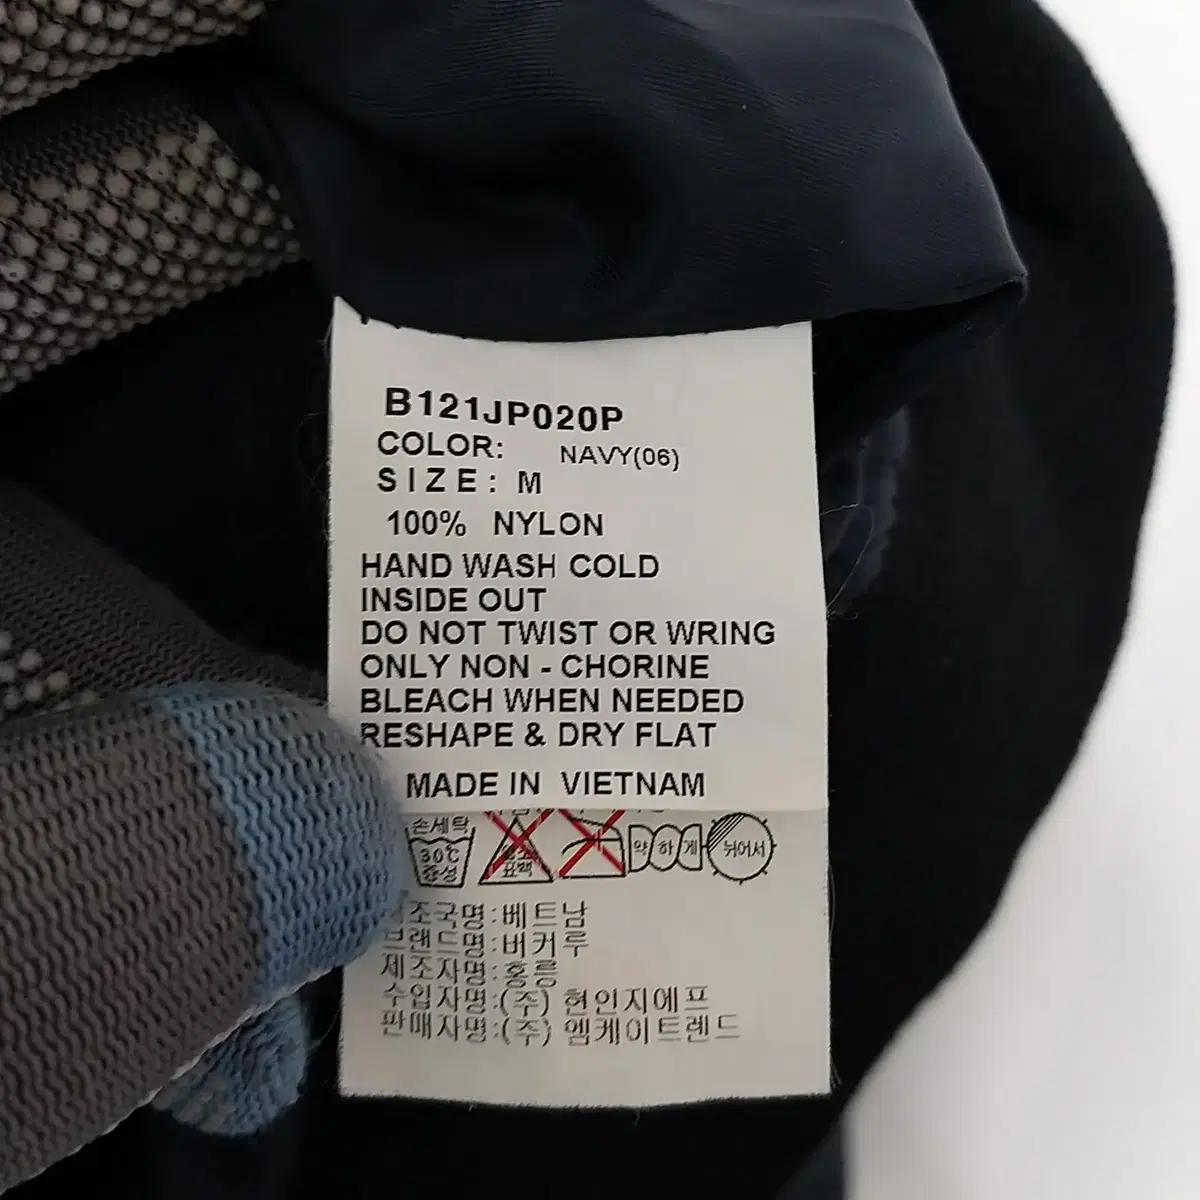 B121JP020P
COLOR: NAVY(06)
SIZE: M
100% NYLON
HAND WASH COLD
INSIDE OUT
DO NOT TWIST OR WRING
ONLY NON - CHORINE
BLEACH WHEN NEEDED
RESHAPE & DRY FLAT
MADE IN VIETNAM
손세탁
30℃
중성
표백
약하게
뉘어서
제조국명:베트남
브랜드명:버커루
제조자명:홍릉
수입자명:(주) 현인지에프
판매자명:(주) 엠케이트렌드